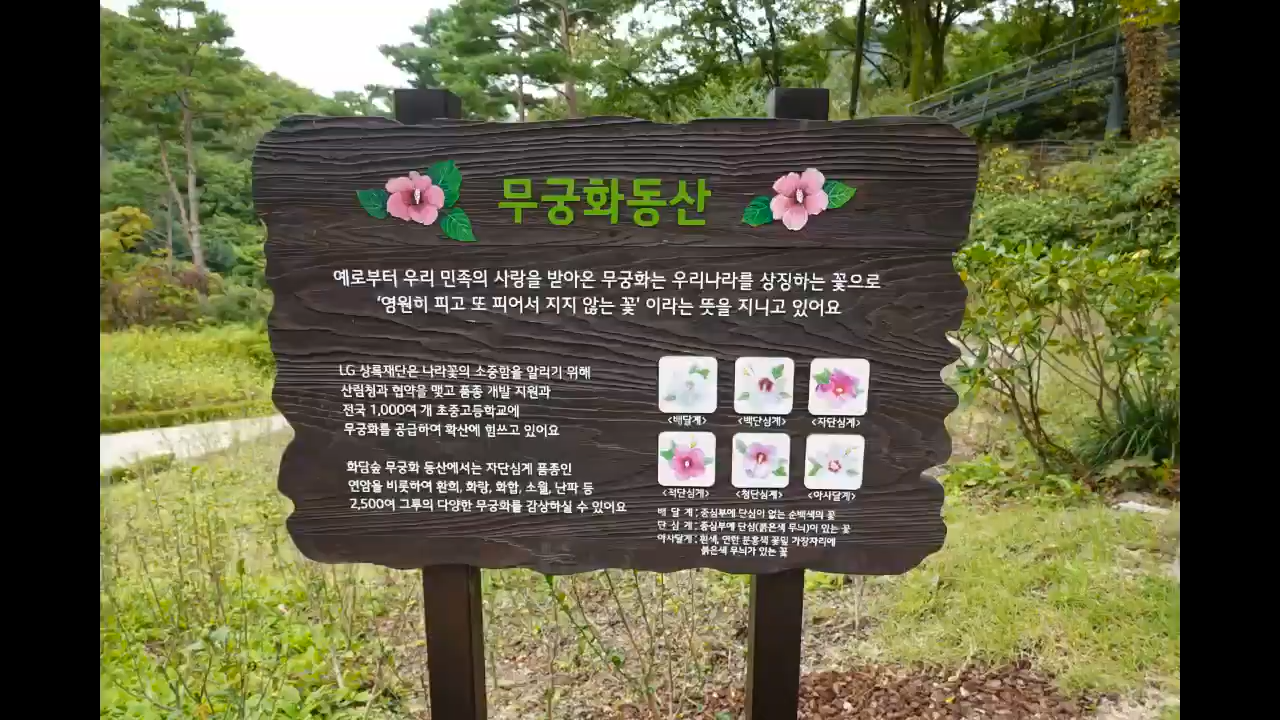 무궁화동산
예로부터 우리 민족의 사랑을 받아온 무궁화는 우리나라를 상징하는 꽃으로
'영원히 피고 또 피어서 지지 않는 꽃' 이라는 뜻을 지니고 있어요
LG 상록재단은 나라꽃의 소중함을 알리기 위해
산림청과 협약을 맺고 품종 개발 지원과
전국 1,000여 개 초중고등학교에
무궁화를 공급하여 확산에 힘쓰고 있어요
화담숲 무궁화 동산에서는 자단심계 품종인
연암을 비롯하여 환희, 화랑, 화합, 소월, 난파 등
2,500여 그루의 다양한 무궁화를 감상하실 수 있어요
<배달계> <백단심계> <자단심계>
<적단심계> <청단심계> <아사달계>
배 달 계 : 중심부에 단심이 없는 순백색의 꽃
단 심 계 : 중심부에 단심(붉은색 무늬)이 있는 꽃
아사달계 : 흰색, 연한 분홍색 꽃잎 가장자리에
붉은색 무늬가 있는 꽃